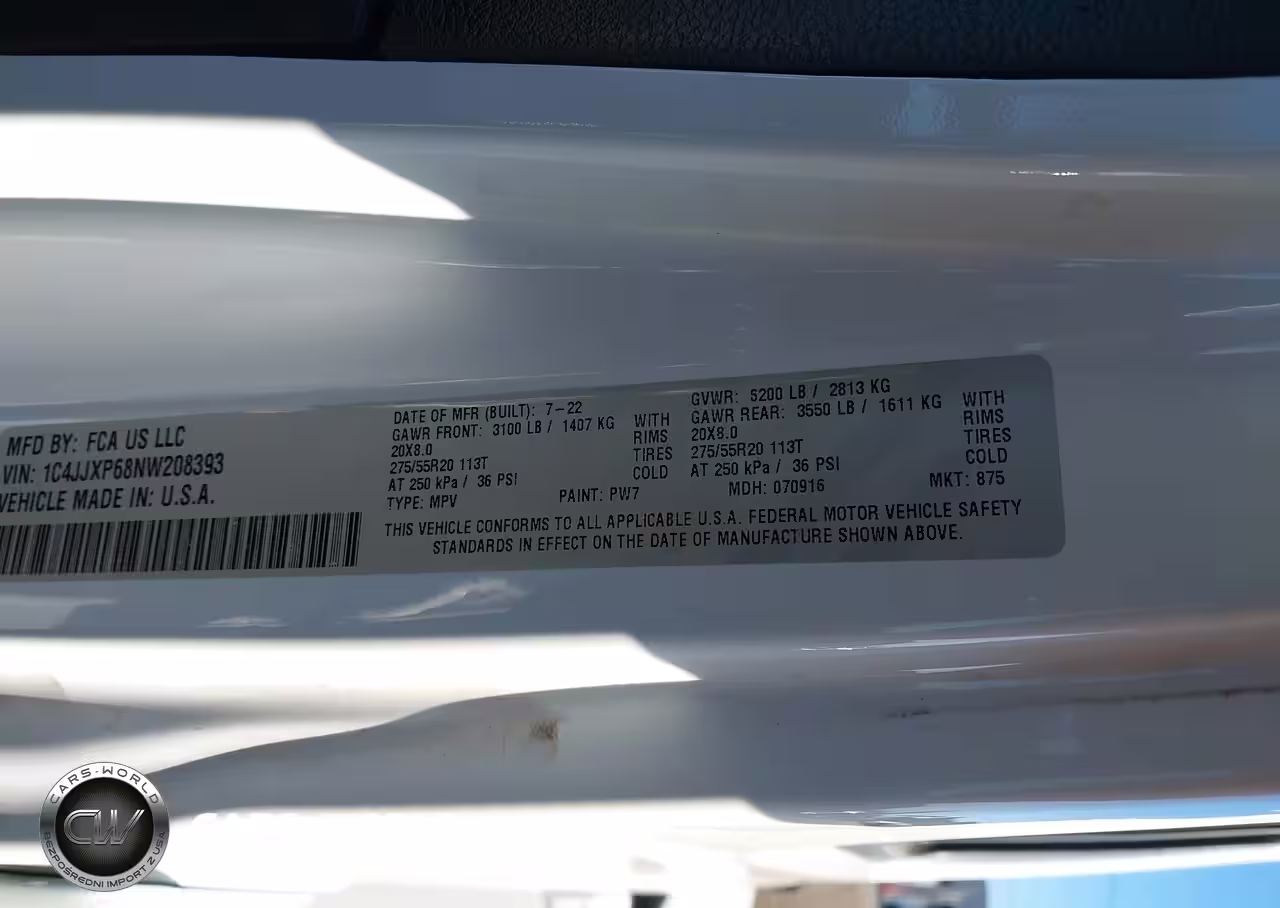 MFD BY: FCA US LLC
VIN: 1C4JJXP68NW208393
VEHICLE MADE IN: U.S.A.
DATE OF MFR (BUILT): 7-22
GAWR FRONT: 3100 LB / 1407 KG WITH
20X8.0 RIMS
275/55R20 113T TIRES
AT 250 kPa / 36 PSI COLD
GVWR: 6200 LB / 2813 KG
GAWR REAR: 3550 LB / 1611 KG WITH
20X8.0 RIMS
275/55R20 113T TIRES
AT 250 kPa / 36 PSI COLD
TYPE: MPV PAINT: PW7 MDH: 070916 MKT: 875
THIS VEHICLE CONFORMS TO ALL APPLICABLE U.S.A. FEDERAL MOTOR VEHICLE SAFETY
STANDARDS IN EFFECT ON THE DATE OF MANUFACTURE SHOWN ABOVE.
CARS-WORLD
CW
BEZPOŚREDNI IMPORT Z USA